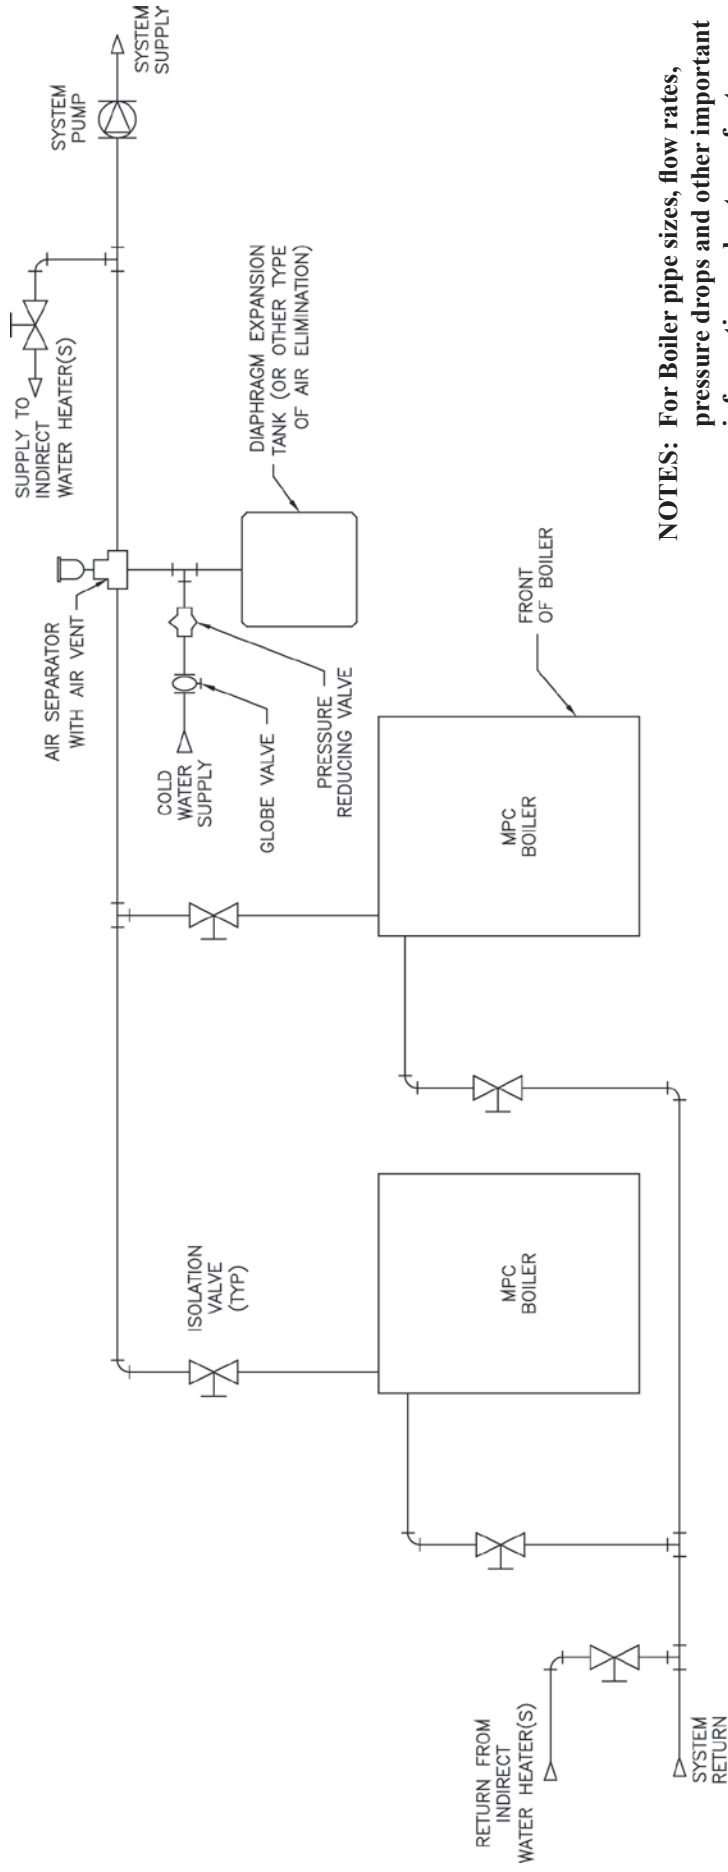 SYSTEM
SUPPLY
SYSTEM
PUMP
SUPPLY TO
INDIRECT
WATER HEATER(S)
AIR SEPARATOR
WITH AIR VENT
DIAPHRAGM EXPANSION
TANK (OR OTHER TYPE
OF AIR ELIMINATION)
COLD
WATER
SUPPLY
GLOBE VALVE
PRESSURE
REDUCING VALVE
FRONT
OF BOILER
MPC
BOILER
ISOLATION
VALVE
(TYP)
MPC
BOILER
RETURN FROM
INDIRECT
WATER HEATER(S)
SYSTEM
RETURN
NOTES: For Boiler pipe sizes, flow rates,
pressure drops and other important